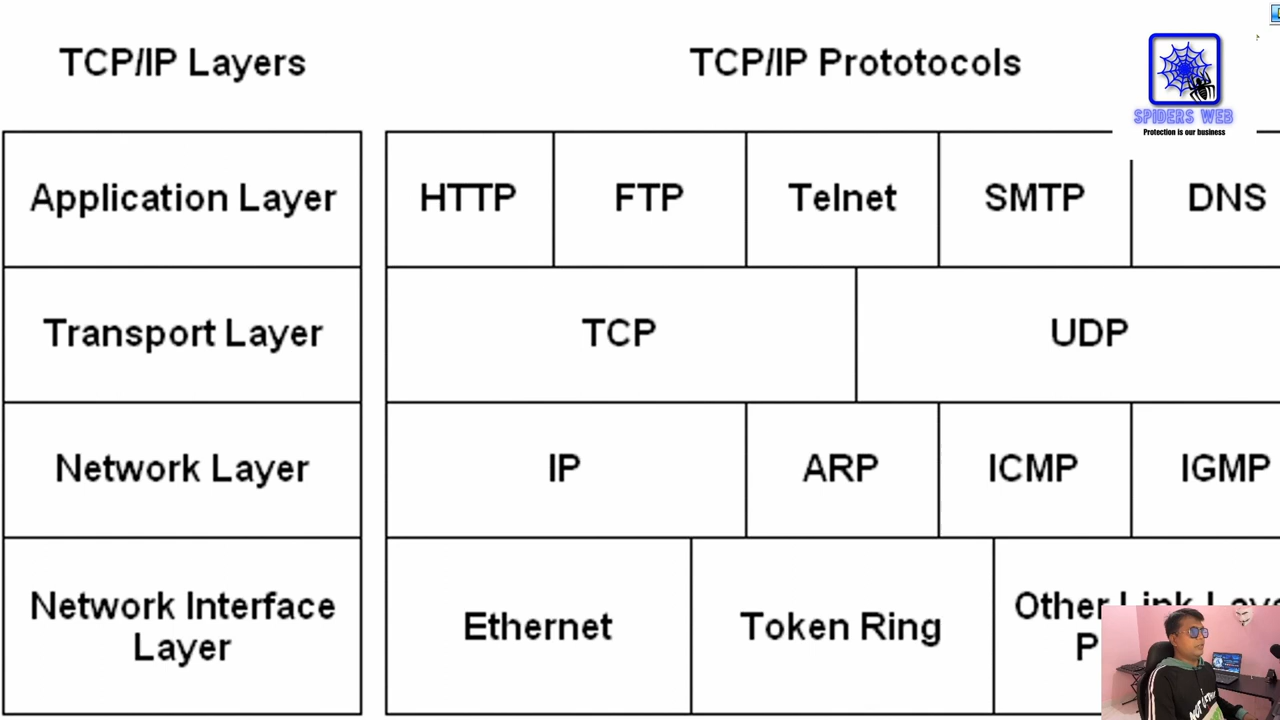 TCP/IP Layers
TCP/IP Prototocols
SPIDERS WEB
Protection is our business
Application Layer
HTTP
FTP
Telnet
SMTP
DNS
Transport Layer
TCP
UDP
Network Layer
IP
ARP
ICMP
IGMP
Network Interface
Layer
Ethernet
Token Ring
Other Link